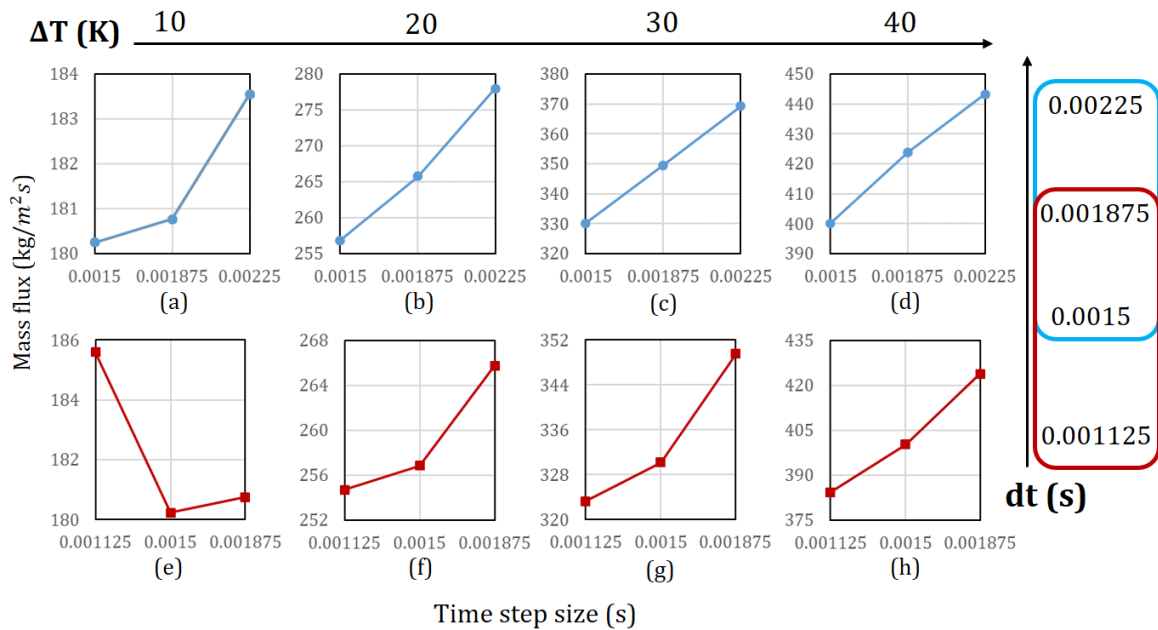 ΔT (K) 10 20 30 40
184
183
182
181
180
0.0015 0.001875 0.00225
(a)
280
275
270
265
260
255
0.0015 0.001875 0.00225
(b)
380
370
360
350
340
330
320
0.0015 0.001875 0.00225
(c)
450
440
430
420
410
400
390
0.0015 0.001875 0.00225
(d)
0.00225
0.001875
0.0015
0.001125
dt (s)
Mass flux (kg/m²s)
186
184
182
180
0.001125 0.0015 0.001875
(e)
268
264
260
256
252
0.001125 0.0015 0.001875
(f)
352
344
336
328
320
0.001125 0.0015 0.001875
(g)
435
420
405
390
375
0.001125 0.0015 0.001875
(h)
Time step size (s)